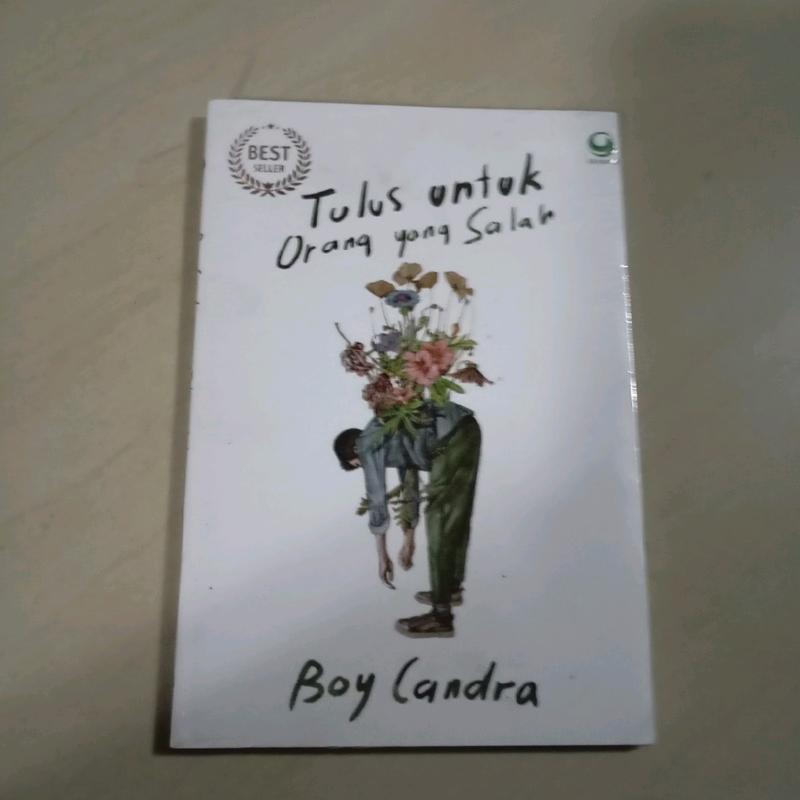 BEST
SELLER
Tulus untuk
Orang yang Salah
Boy Candra